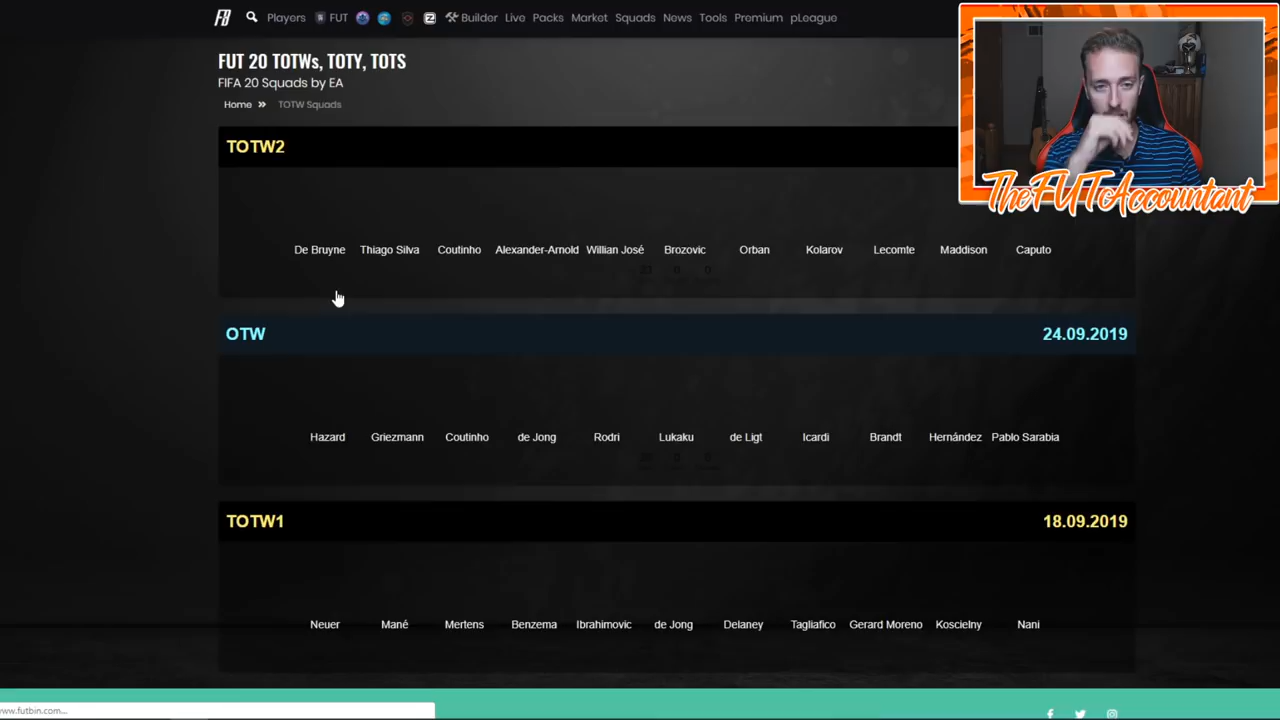 FB Players FUT Z Builder Live Packs Market Squads News Tools Premium pLeague
FUT 20 TOTWs, TOTY, TOTS
FIFA 20 Squads by EA
Home » TOTW Squads
TheFUTAccountant
TOTW2
De Bruyne Thiago Silva Coutinho Alexander-Arnold Willian José Brozovic Orban Kolarov Lecomte Maddison Caputo
OTW 24.09.2019
Hazard Griezmann Coutinho de Jong Rodri Lukaku de Ligt Icardi Brandt Hernández Pablo Sarabia
TOTW1 18.09.2019
Neuer Mané Mertens Benzema Ibrahimovic de Jong Delaney Tagliafico Gerard Moreno Koscielny Nani
www.futbin.com...